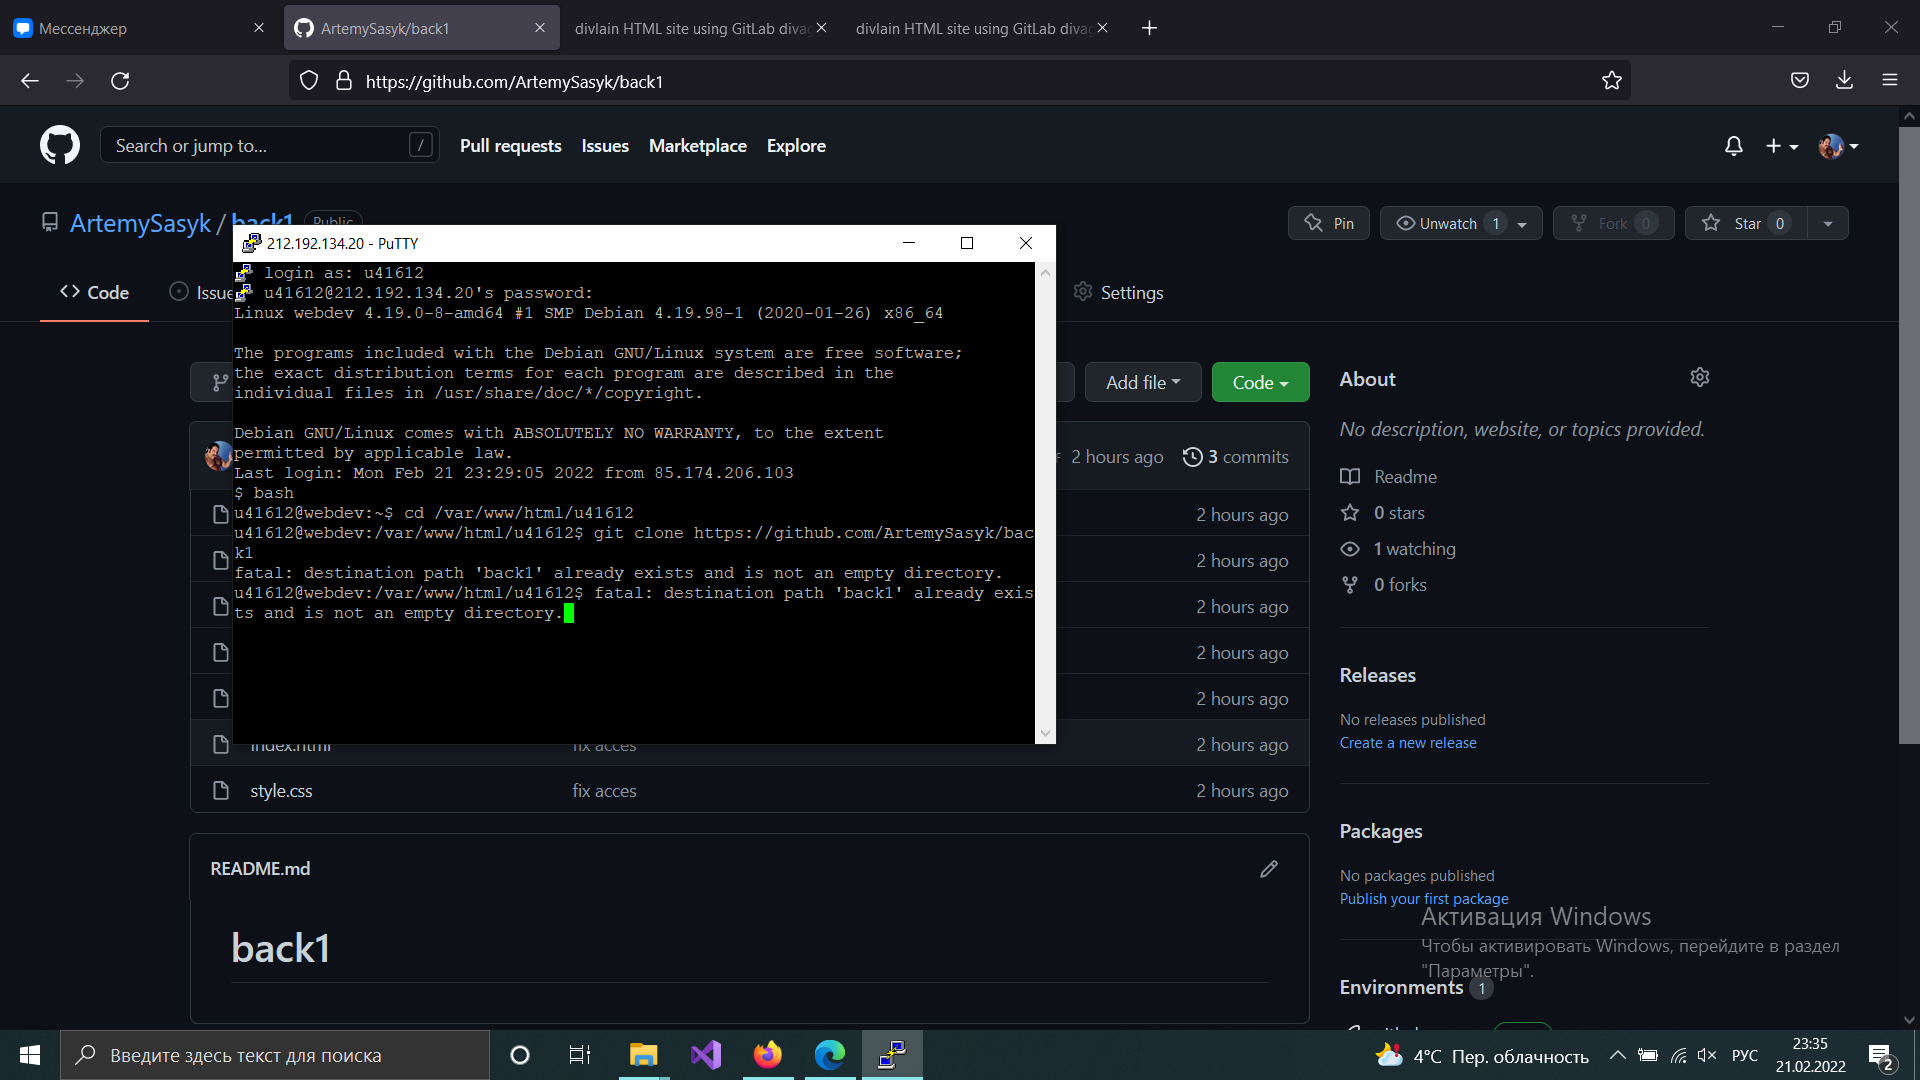 Мессенджер
ArtemySasyk/back1
divlain HTML site using GitLab divag
divlain HTML site using GitLab divag
https://github.com/ArtemySasyk/back1
Search or jump to...
/
Pull requests
Issues
Marketplace
Explore
ArtemySasyk / back1
Public
Pin
Unwatch 1
Fork 0
Star 0
Code
Issue
Settings
212.192.134.20 - PuTTY
login as: u41612
u41612@212.192.134.20's password:
Linux webdev 4.19.0-8-amd64 #1 SMP Debian 4.19.98-1 (2020-01-26) x86_64
The programs included with the Debian GNU/Linux system are free software;
the exact distribution terms for each program are described in the
individual files in /usr/share/doc/*/copyright.
Debian GNU/Linux comes with ABSOLUTELY NO WARRANTY, to the extent
permitted by applicable law.
Last login: Mon Feb 21 23:29:05 2022 from 85.174.206.103
$ bash
u41612@webdev:~$ cd /var/www/html/u41612
u41612@webdev:/var/www/html/u41612$ git clone https://github.com/ArtemySasyk/bac
k1
fatal: destination path 'back1' already exists and is not an empty directory.
u41612@webdev:/var/www/html/u41612$ fatal: destination path 'back1' already exis
ts and is not an empty directory.
Add file
Code
2 hours ago
3 commits
2 hours ago
2 hours ago
2 hours ago
2 hours ago
2 hours ago
index.html fix acces 2 hours ago
style.css fix acces 2 hours ago
README.md
back1
About
No description, website, or topics provided.
Readme
0 stars
1 watching
0 forks
Releases
No releases published
Create a new release
Packages
No packages published
Publish your first package
Активация Windows
Чтобы активировать Windows, перейдите в раздел
"Параметры".
Environments 1
Введите здесь текст для поиска
4°C Пер. облачность
РУС
23:35
21.02.2022
2